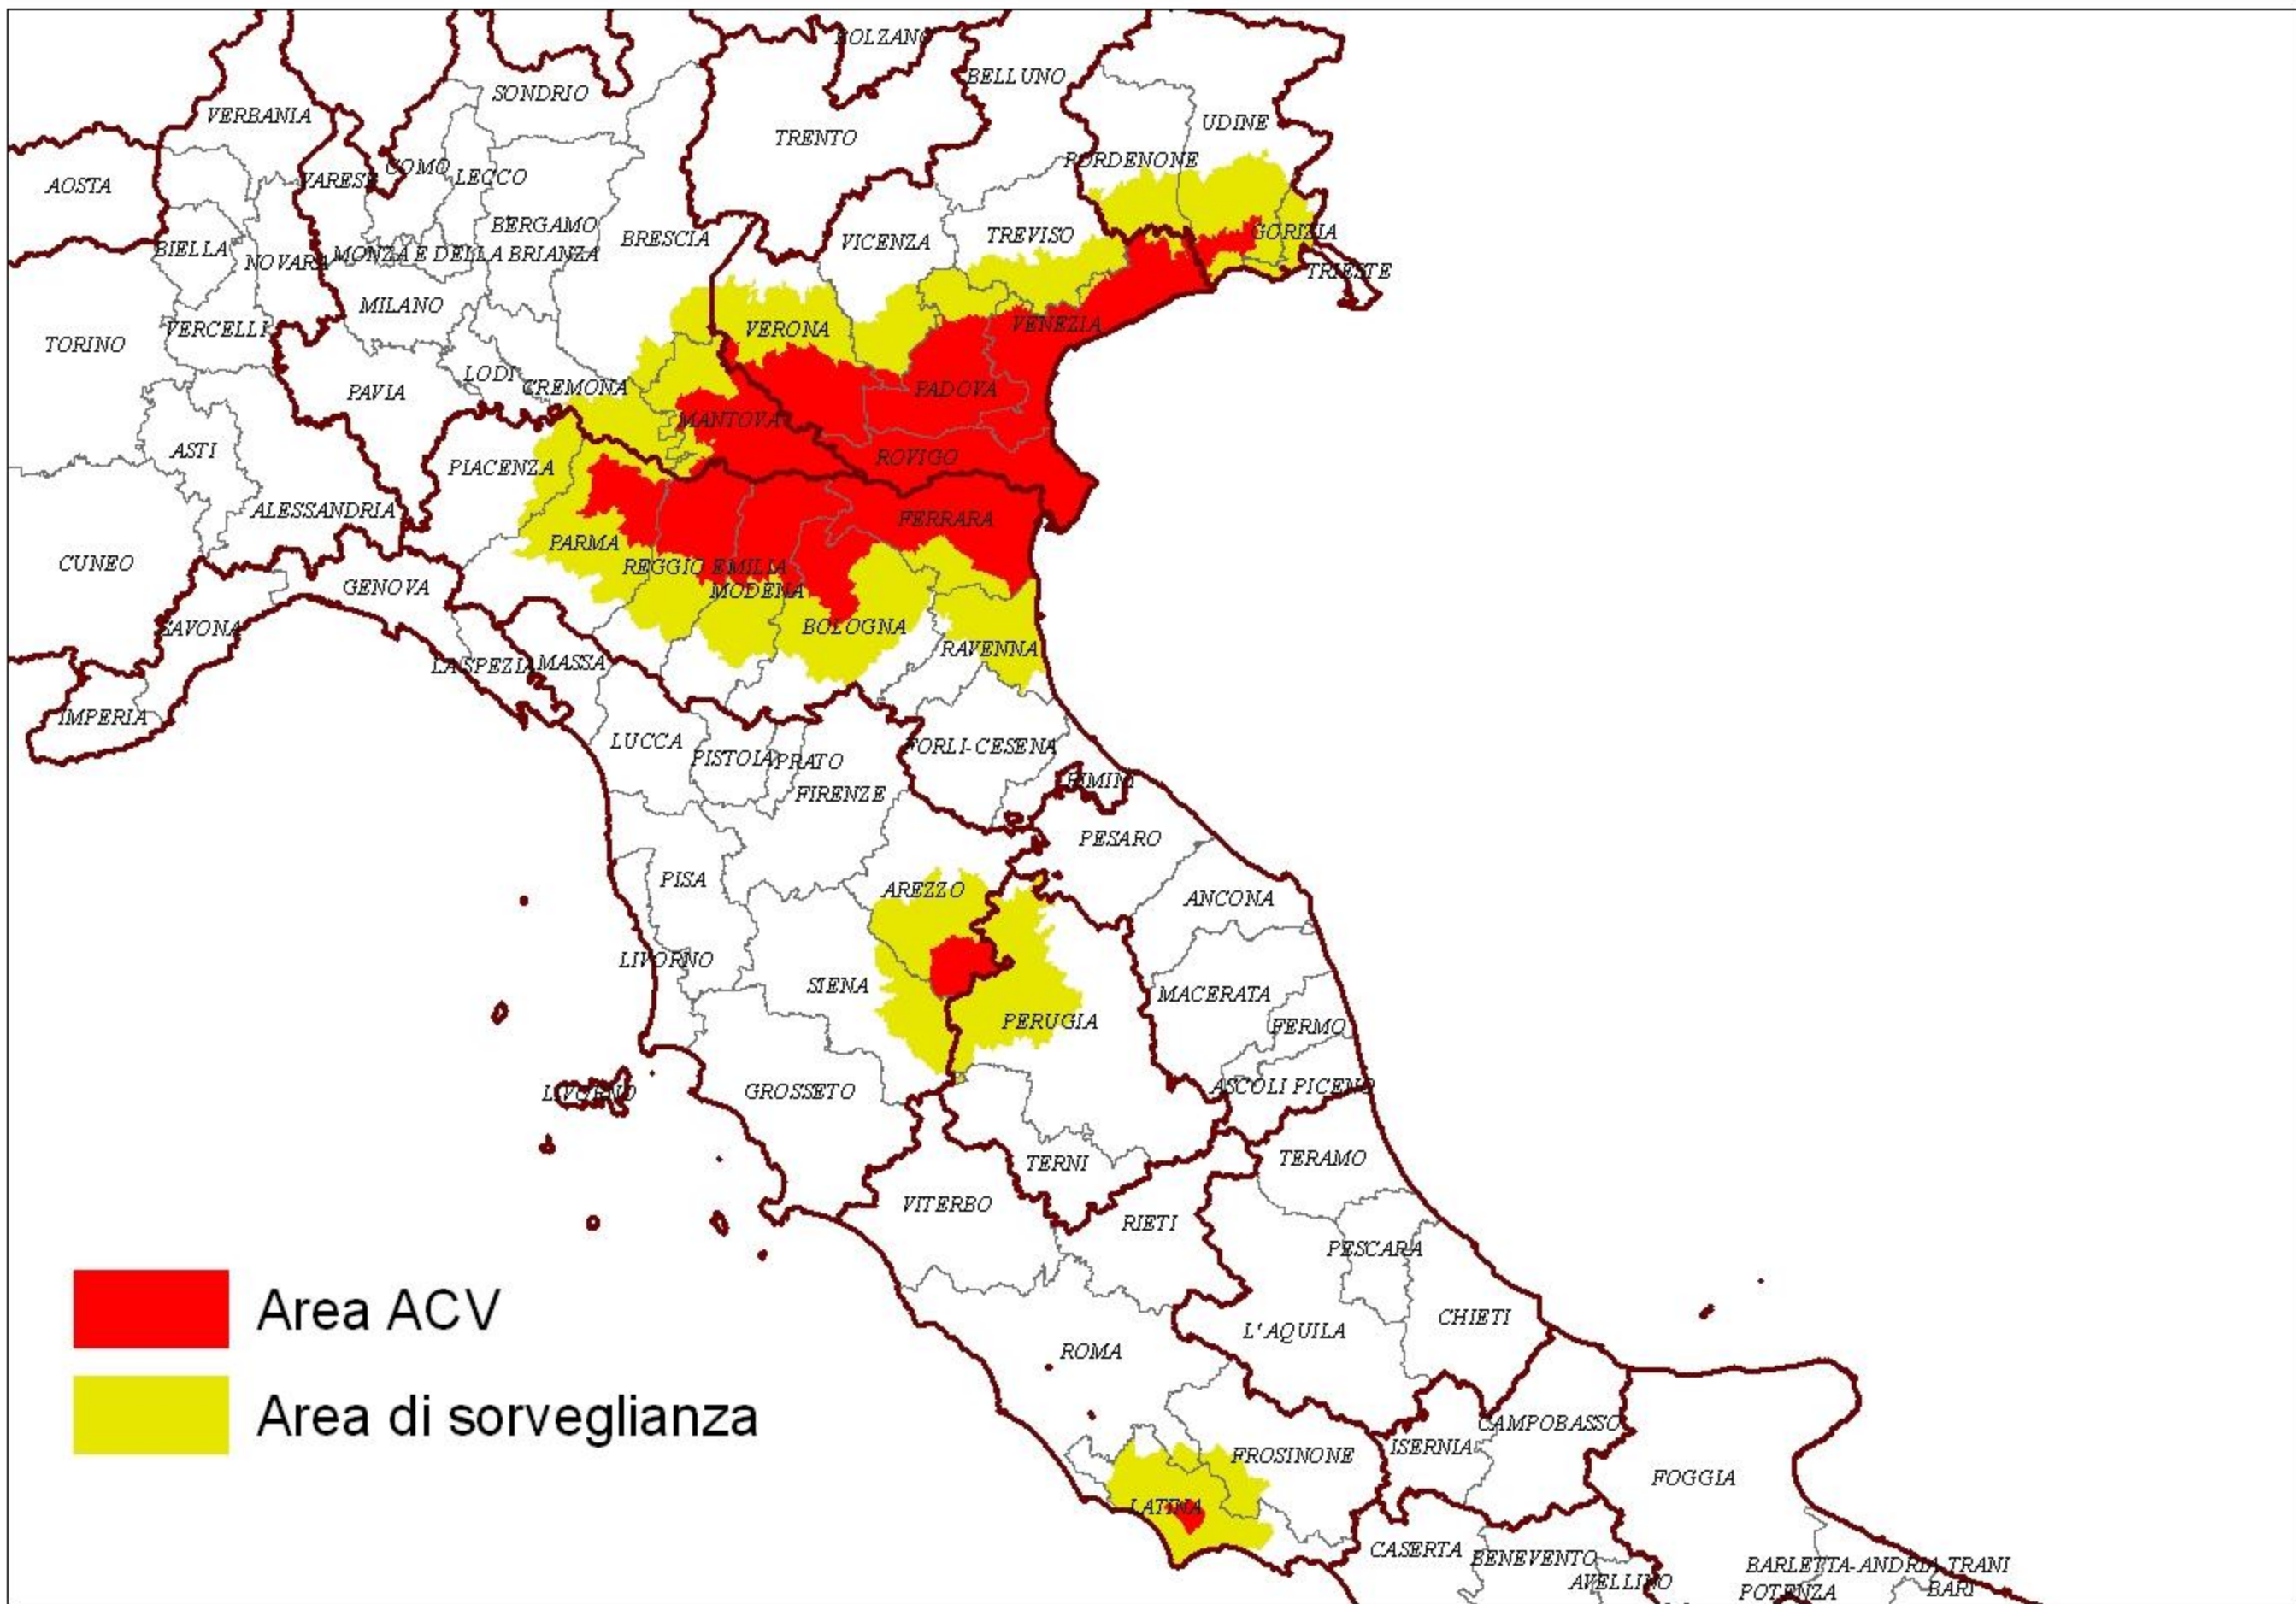 BOLZANO
BELLUNO
SONDRIO
VERBANIA
UDINE
TRENTO
PORDENONE
AOSTA
VARESE
COMO
LECCO
BERGAMO
BRESCIA
VICENZA
TREVISO
GORIZIA
BIELLA
NOVARA
MONZA E DELLA BRIANZA
TRIESTE
MILANO
VERCELLI
VERONA
VENEZIA
TORINO
LODI
CREMONA
PAVIA
PADOVA
MANTOVA
ASTI
PIACENZA
ROVIGO
ALESSANDRIA
FERRARA
PARMA
CUNEO
REGGIO EMILIA
GENOVA
MODENA
SAVONA
BOLOGNA
RAVENNA
LA SPEZIA
MASSA
IMPERIA
LUCCA
PISTOIA
PRATO
FORLI-CESENA
FIRENZE
RIMINI
PESARO
PISA
AREZZO
ANCONA
LIVORNO
SIENA
MACERATA
PERUGIA
FERMO
LIVORNO
GROSSETO
ASCOLI PICENO
TERNI
TERAMO
VITERBO
RIETI
PESCARA
Area ACV
CHIETI
L'AQUILA
ROMA
Area di sorveglianza
CAMPOBASSO
ISERNIA
FROSINONE
FOGGIA
LATINA
CASERTA
BENEVENTO
BARLETTA-ANDRIA-TRANI
AVELLINO
POTENZA
BARI